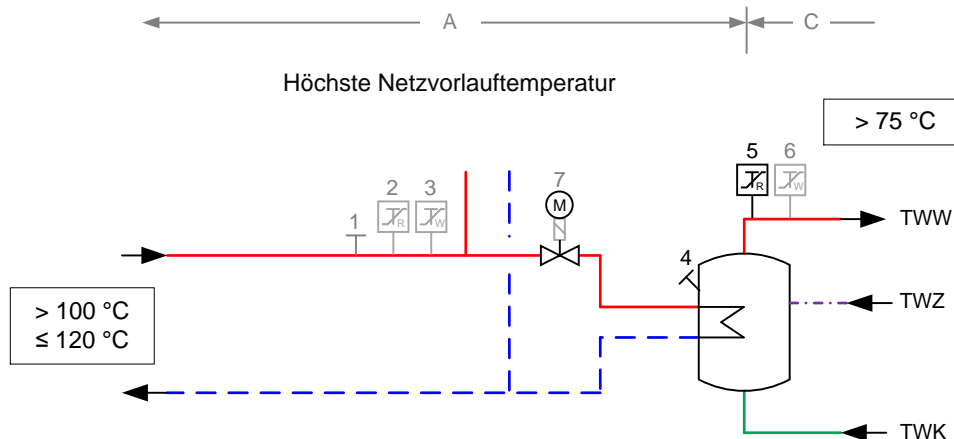 A
C
Höchste Netzvorlauftemperatur
> 75 °C
5
6
2
3
7
1
R
W
M
R
W
TWW
4
> 100 °C
≤ 120 °C
TWZ
TWK